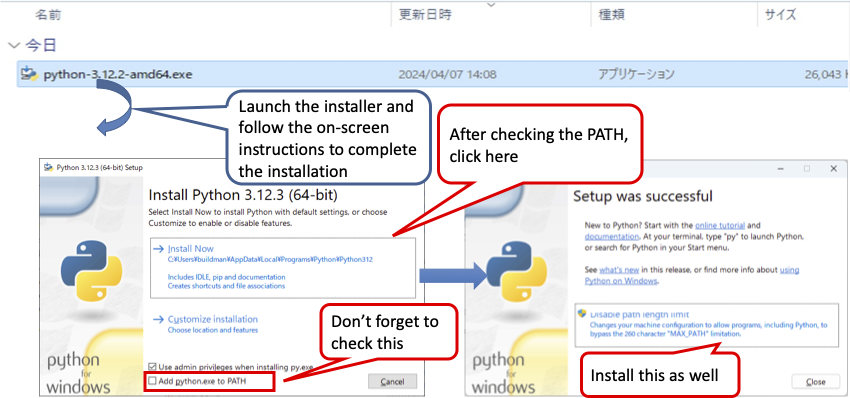 名前 更新日時 種類 サイズ
今日
python-3.12.2-amd64.exe 2024/04/07 14:08 アプリケーション 26,043
Launch the installer and
follow the on-screen
instructions to complete
the installation
After checking the PATH,
click here
Python 3.12.3 (64-bit) Setup
Install Python 3.12.3 (64-bit)
Select Install Now to install Python with default settings, or choose
Customize to enable or disable features.
Install Now
C:¥Users¥buildman¥AppData¥Local¥Programs¥Python¥Python312
Includes IDLE, pip and documentation
Creates shortcuts and file associations
Customize installation
Choose location and features
Don't forget to
check this
Use admin privileges when installing py.exe
Add python.exe to PATH
Cancel
python
for
windows
Setup was successful
New to Python? Start with the online tutorial and
documentation. At your terminal, type "py" to launch Python,
or search for Python in your Start menu.
See what's new in this release, or find more info about using
Python on Windows.
Disable path length limit
Changes your machine configuration to allow programs, including Python, to
bypass the 260 character "MAX_PATH" limitation.
Install this as well
Close
python
for
windows